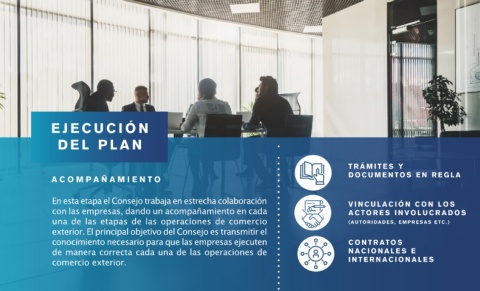 EJECUCIÓN
DEL PLAN
ACOMPAÑAMIENTO
En esta etapa el Consejo trabaja en estrecha colaboración
con las empresas, dando un acompañamiento en cada
una de las etapas de las operaciones de comercio
exterior. El principal objetivo del Consejo es transmitir el
conocimiento necesario para que las empresas ejecuten
de manera correcta cada una de las operaciones de
comercio exterior.
TRÁMITES Y
DOCUMENTOS EN REGLA
VINCULACIÓN CON LOS
ACTORES INVOLUCRADOS
(AUTORIDADES, EMPRESAS ETC.)
CONTRATOS
NACIONALES E
INTERNACIONALES